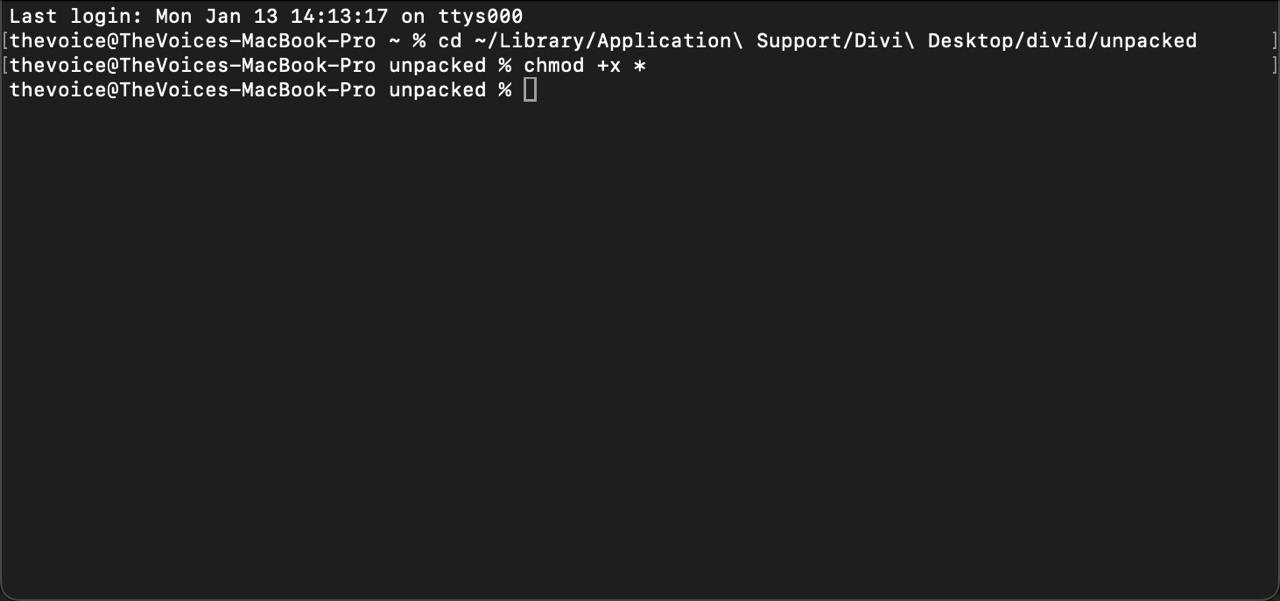 Last login: Mon Jan 13 14:13:17 on ttys000
[thevoice@TheVoices-MacBook-Pro ~ % cd ~/Library/Application\ Support/Divi\ Desktop/divid/unpacked ]
[thevoice@TheVoices-MacBook-Pro unpacked % chmod +x * ]
thevoice@TheVoices-MacBook-Pro unpacked %